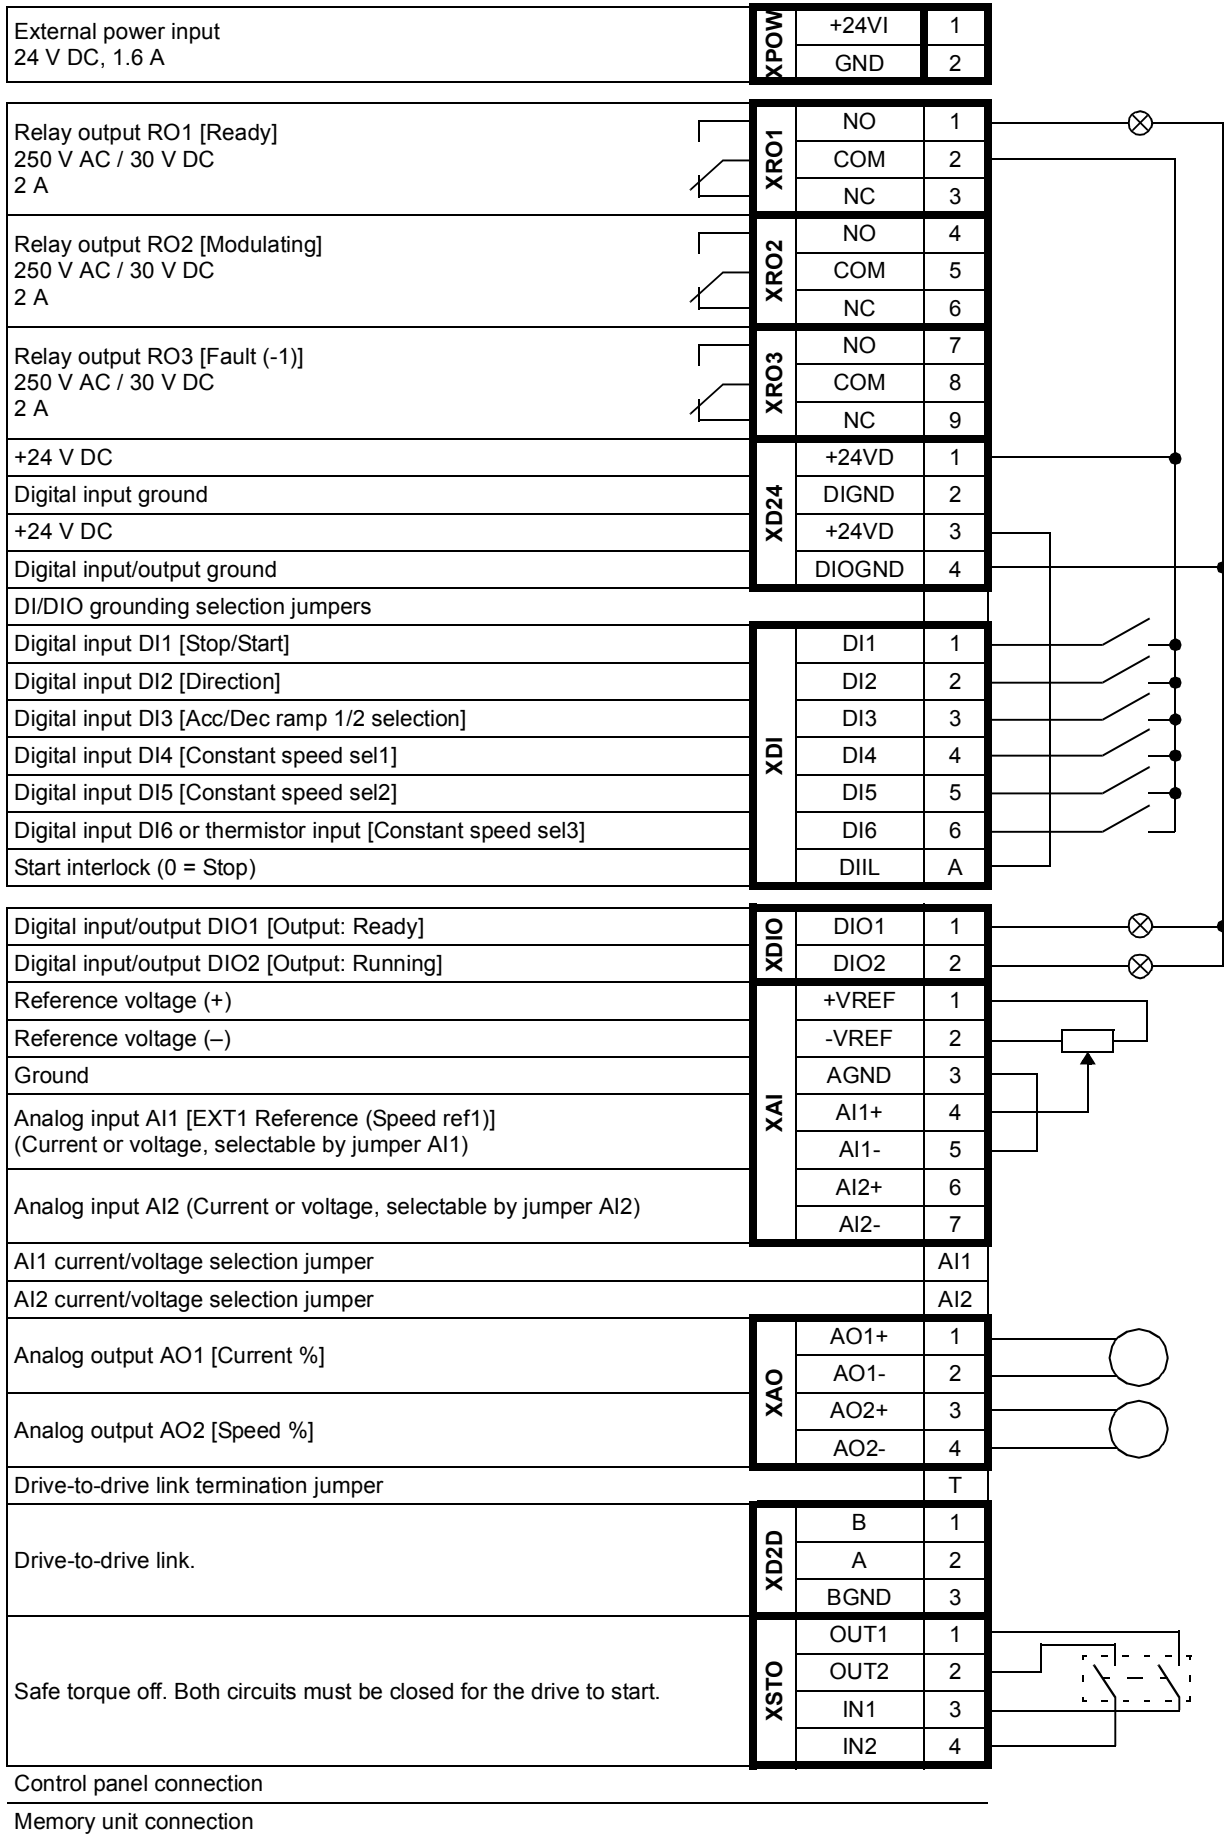 External power input
24 V DC, 1.6 A
XPOW
+24VI 1
GND 2
Relay output RO1 [Ready]
250 V AC / 30 V DC
2 A
XRO1
NO 1
COM 2
NC 3
Relay output RO2 [Modulating]
250 V AC / 30 V DC
2 A
XRO2
NO 4
COM 5
NC 6
Relay output RO3 [Fault (-1)]
250 V AC / 30 V DC
2 A
XRO3
NO 7
COM 8
NC 9
XD24
+24 V DC +24VD 1
Digital input ground DIGND 2
+24 V DC +24VD 3
Digital input/output ground DIOGND 4
DI/DIO grounding selection jumpers
XDI
Digital input DI1 [Stop/Start] DI1 1
Digital input DI2 [Direction] DI2 2
Digital input DI3 [Acc/Dec ramp 1/2 selection] DI3 3
Digital input DI4 [Constant speed sel1] DI4 4
Digital input DI5 [Constant speed sel2] DI5 5
Digital input DI6 or thermistor input [Constant speed sel3] DI6 6
Start interlock (0 = Stop) DIIL A
XDIO
Digital input/output DIO1 [Output: Ready] DIO1 1
Digital input/output DIO2 [Output: Running] DIO2 2
XAI
Reference voltage (+) +VREF 1
Reference voltage (–) -VREF 2
Ground AGND 3
Analog input AI1 [EXT1 Reference (Speed ref1)]
(Current or voltage, selectable by jumper AI1)
AI1+ 4
AI1- 5
Analog input AI2 (Current or voltage, selectable by jumper AI2)
AI2+ 6
AI2- 7
AI1 current/voltage selection jumper AI1
AI2 current/voltage selection jumper AI2
XAO
Analog output AO1 [Current %]
AO1+ 1
AO1- 2
Analog output AO2 [Speed %]
AO2+ 3
AO2- 4
Drive-to-drive link termination jumper T
Drive-to-drive link.
XD2D
B 1
A 2
BGND 3
Safe torque off. Both circuits must be closed for the drive to start.
XSTO
OUT1 1
OUT2 2
IN1 3
IN2 4
Control panel connection
Memory unit connection